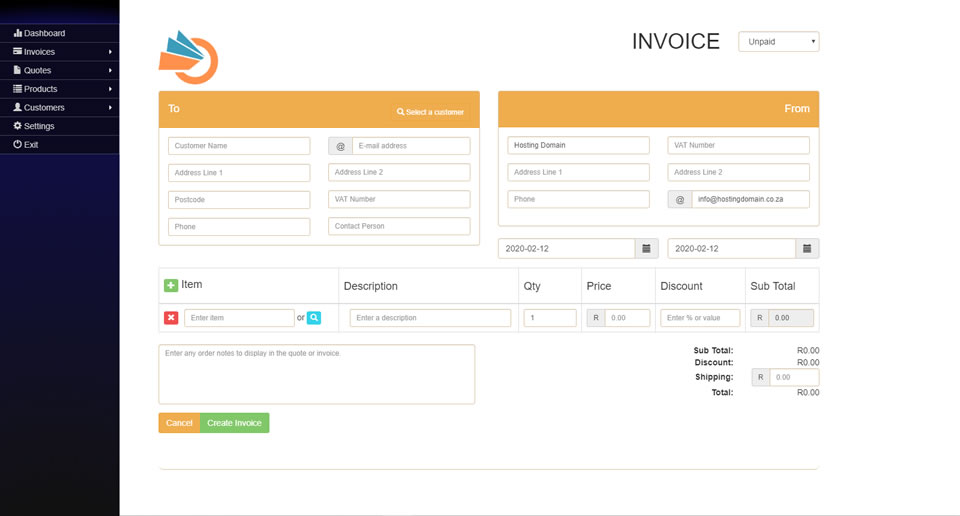 Dashboard
Invoices
Quotes
Products
Customers
Settings
Exit
INVOICE Unpaid
To Select a customer
Customer Name @ E-mail address
Address Line 1 Address Line 2
Postcode VAT Number
Phone Contact Person
From
Hosting Domain VAT Number
Address Line 1 Address Line 2
Phone @ info@hostingdomain.co.za
2020-02-12 2020-02-12
Item Description Qty Price Discount Sub Total
Enter item or Enter a description 1 R 0.00 Enter % or value R 0.00
Enter any order notes to display in the quote or invoice
Sub Total: R0.00
Discount: R0.00
Shipping: R 0.00
Total: R0.00
Cancel Create Invoice